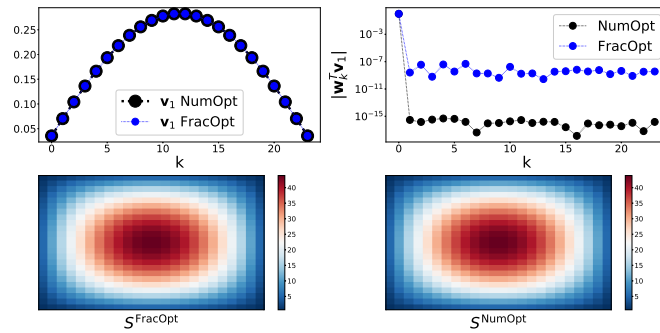 0.25
0.20
0.15
0.10
0.05
v₁ NumOpt
v₁ FracOpt
0 5 10 15 20
k
|wₖᵀv₁|
10⁻³
10⁻⁷
10⁻¹¹
10⁻¹⁵
NumOpt
FracOpt
0 5 10 15 20
k
40
35
30
25
20
15
10
5
S^FracOpt
40
35
30
25
20
15
10
5
S^NumOpt